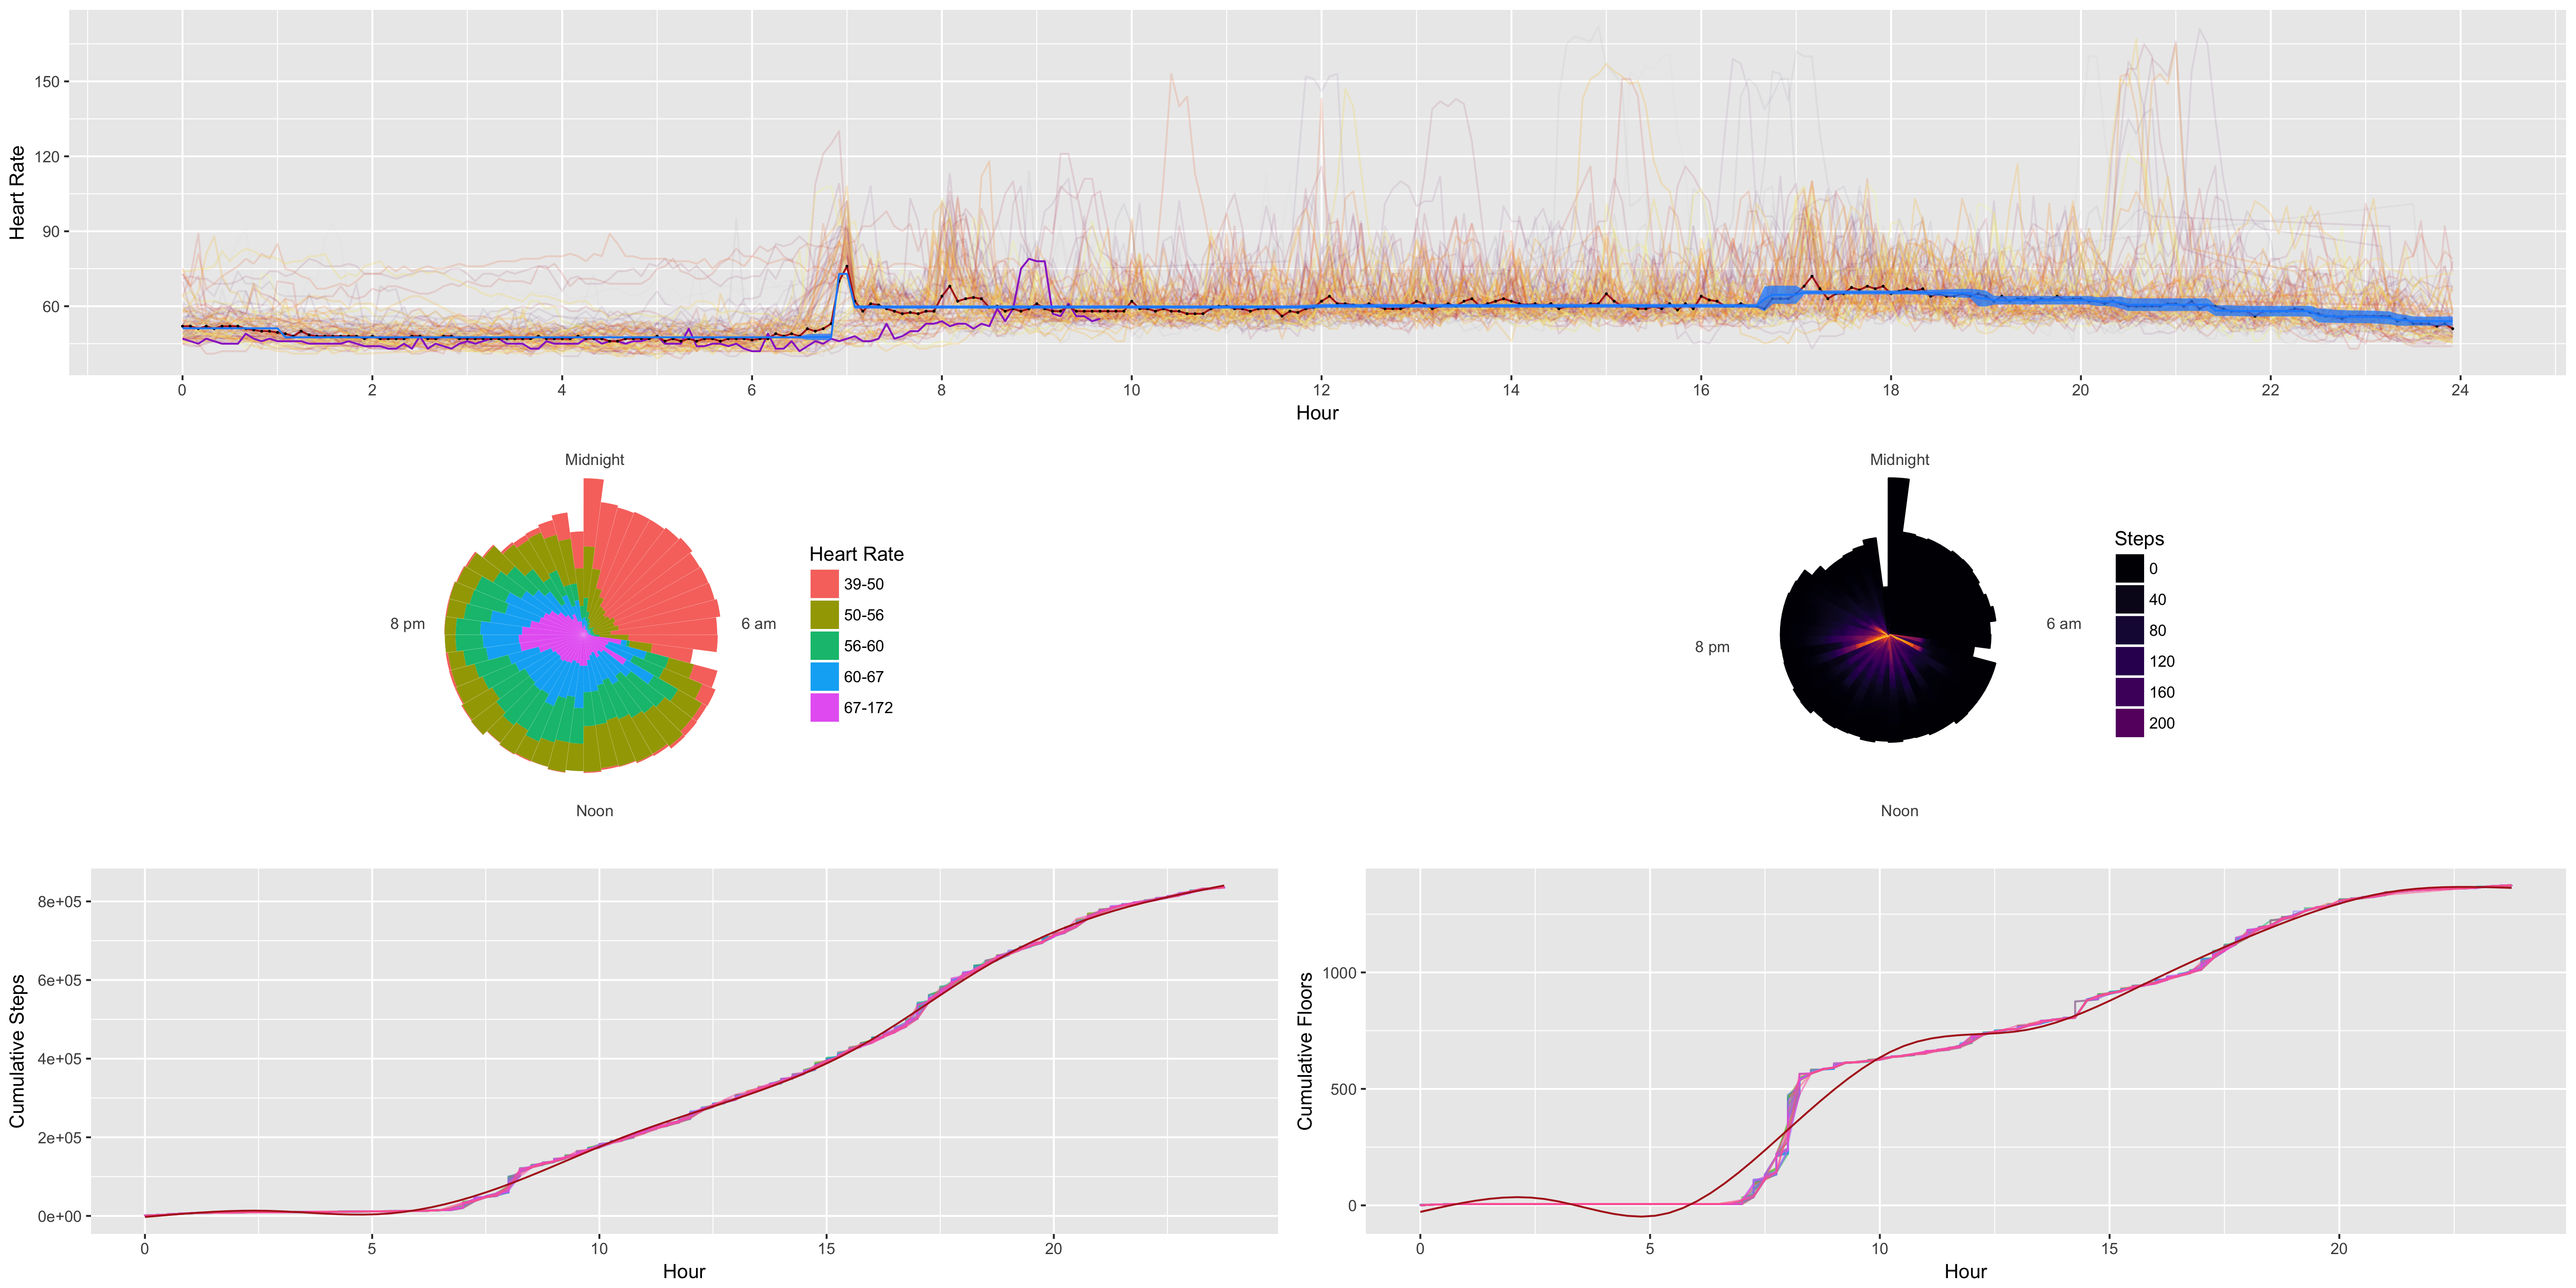 150
120
90
60
Heart Rate
0 2 4 6 8 10 12 14 16 18 20 22 24
Hour
Midnight
8 pm
6 am
Noon
Heart Rate
39-50
50-56
56-60
60-67
67-172
Midnight
8 pm
6 am
Noon
Steps
0
40
80
120
160
200
8e+05
6e+05
4e+05
2e+05
0e+00
Cumulative Steps
0 5 10 15 20
Hour
1000
500
0
Cumulative Floors
0 5 10 15 20
Hour